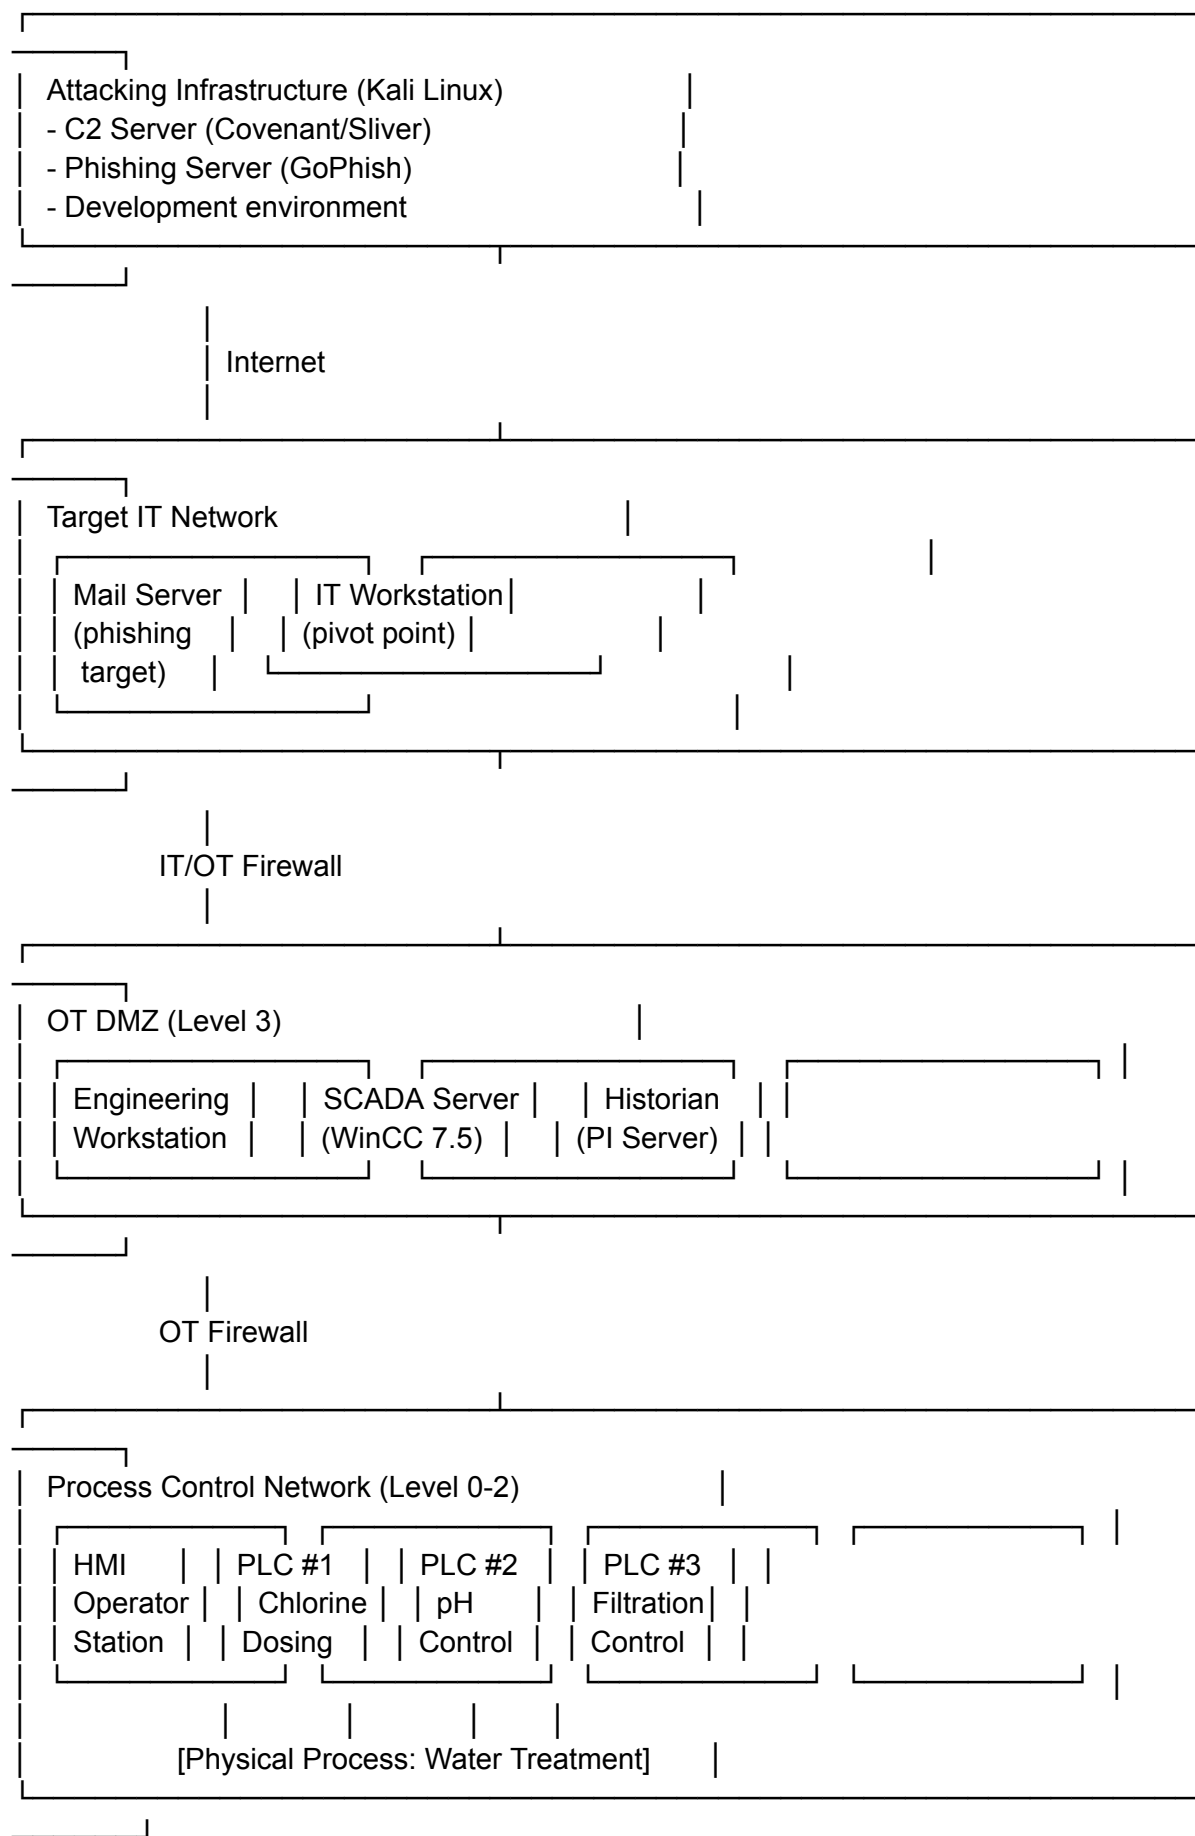 Attacking Infrastructure (Kali Linux)
- C2 Server (Covenant/Sliver)
- Phishing Server (GoPhish)
- Development environment
Internet
Target IT Network
Mail Server IT Workstation
(phishing (pivot point)
target)
IT/OT Firewall
OT DMZ (Level 3)
Engineering SCADA Server Historian
Workstation (WinCC 7.5) (PI Server)
OT Firewall
Process Control Network (Level 0-2)
HMI PLC #1 PLC #2 PLC #3
Operator Chlorine pH Filtration
Station Dosing Control Control
[Physical Process: Water Treatment]